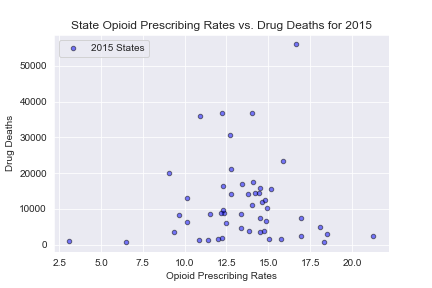 State Opioid Prescribing Rates vs. Drug Deaths for 2015
2015 States
50000
40000
30000
20000
10000
0
Drug Deaths
2.5 5.0 7.5 10.0 12.5 15.0 17.5 20.0
Opioid Prescribing Rates